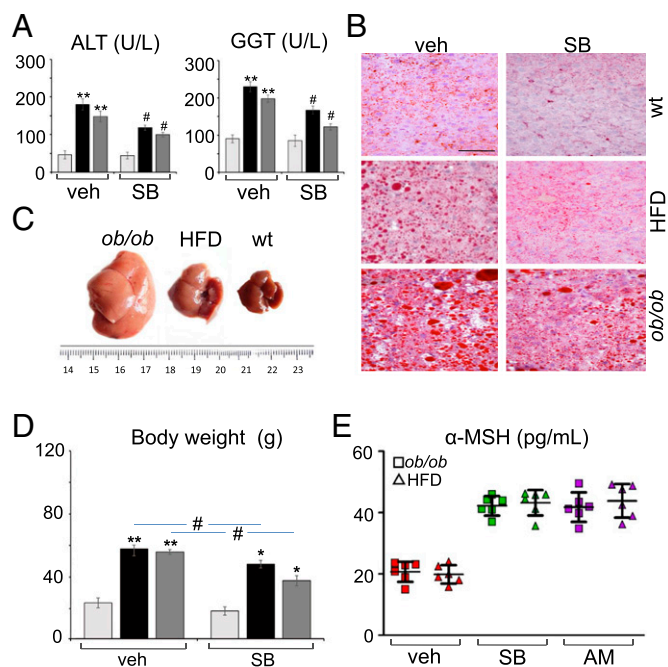 A
ALT (U/L)
GGT (U/L)
300
200
100
0
**
**
#
#
veh
SB
300
200
100
0
**
**
#
#
veh
SB
B
veh
SB
wt
HFD
ob/ob
C
ob/ob
HFD
wt
14 15 16 17 18 19 20 21 22 23
D
Body weight (g)
120
80
40
0
#
#
**
**
*
*
veh
SB
E
α-MSH (pg/mL)
ob/ob
HFD
60
40
20
0
veh
SB
AM